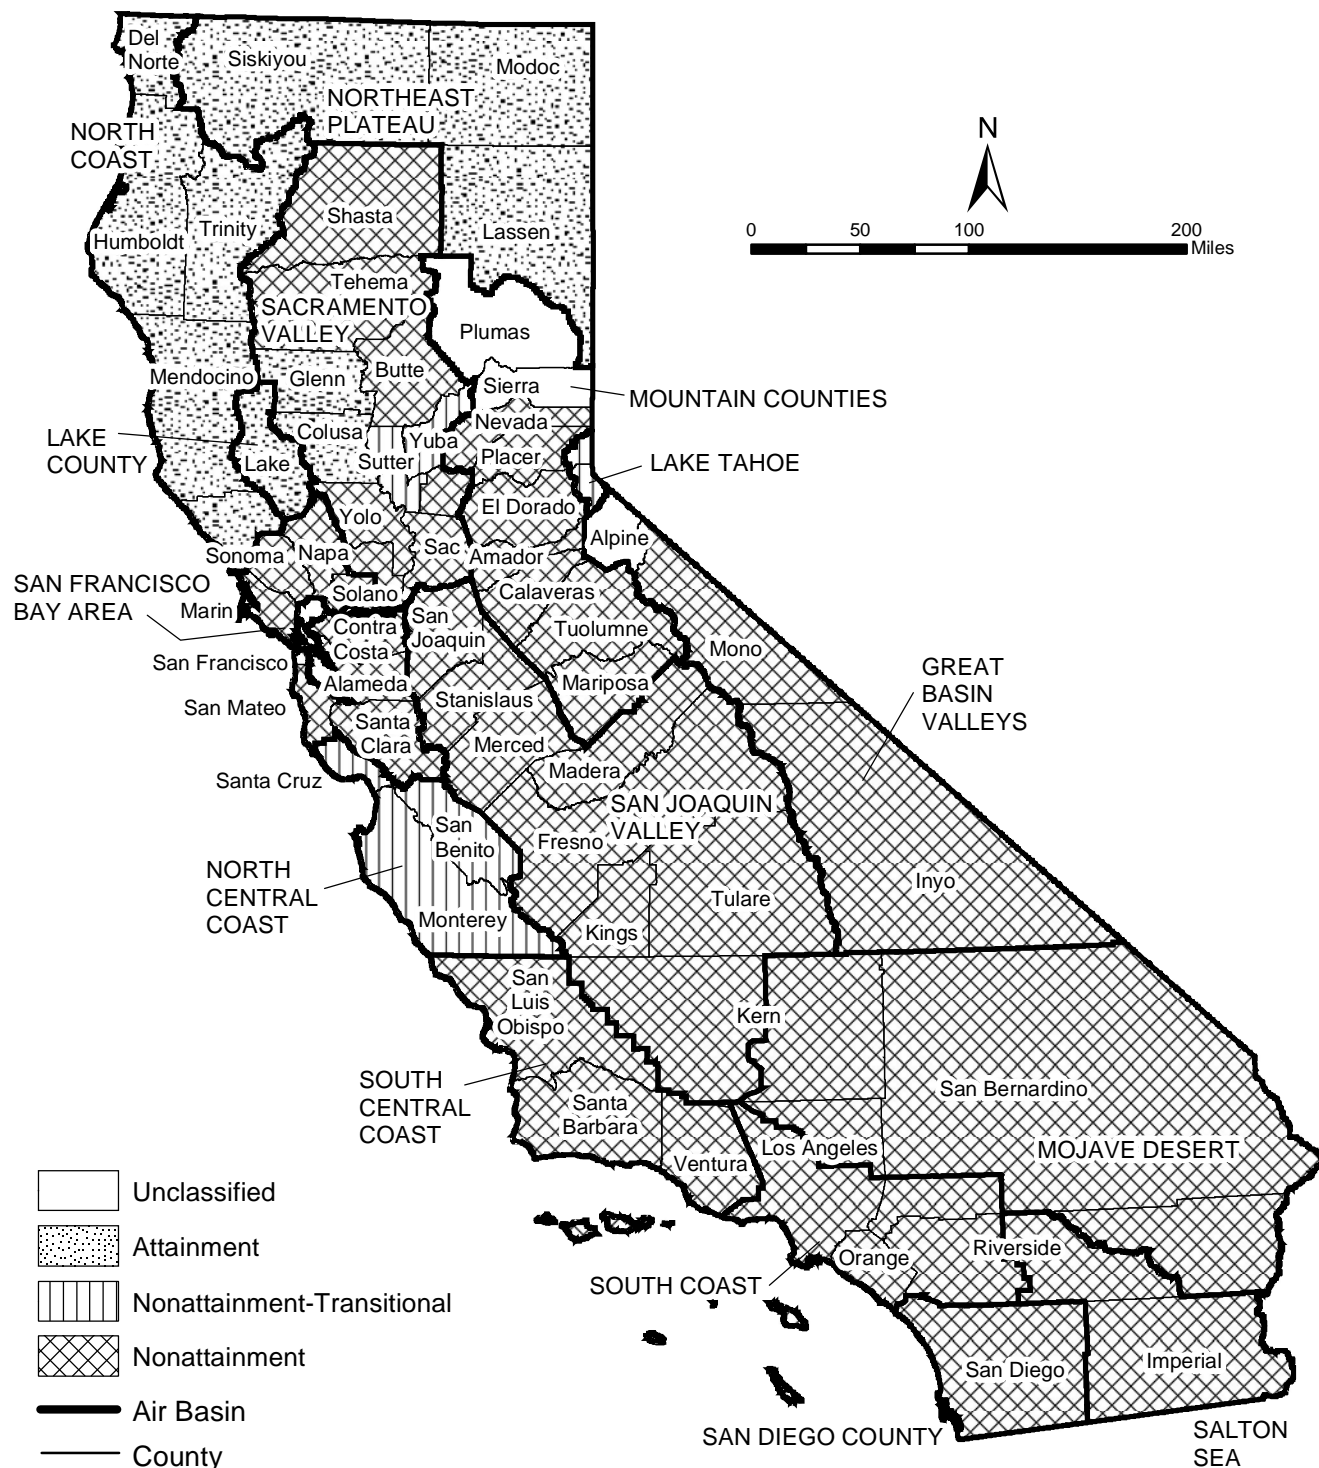 Del
Norte
Siskiyou
Modoc
NORTHEAST
PLATEAU
NORTH
COAST
N
Shasta
Trinity
Humboldt
Lassen
0 50 100 200
Miles
Tehema
SACRAMENTO
VALLEY
Plumas
Butte
Mendocino
Glenn
Sierra
MOUNTAIN COUNTIES
Nevada
Colusa
Yuba
LAKE
COUNTY
Lake
Sutter
Placer
LAKE TAHOE
El Dorado
Yolo
Alpine
Sonoma
Napa
Sac
Amador
SAN FRANCISCO
BAY AREA
Solano
Calaveras
Marin
Contra
Costa
San
Joaquin
Tuolumne
Mono
San Francisco
GREAT
BASIN
VALLEYS
Alameda
Mariposa
San Mateo
Stanislaus
Santa
Clara
Merced
Santa Cruz
Madera
SAN JOAQUIN
VALLEY
San
Benito
Fresno
NORTH
CENTRAL
COAST
Inyo
Tulare
Monterey
Kings
San
Luis
Obispo
Kern
SOUTH
CENTRAL
COAST
Santa
Barbara
San Bernardino
Los Angeles
MOJAVE DESERT
Ventura
Unclassified
Attainment
Orange
Riverside
SOUTH COAST
Nonattainment-Transitional
Nonattainment
San Diego
Imperial
Air Basin
SAN DIEGO COUNTY
SALTON
SEA
County